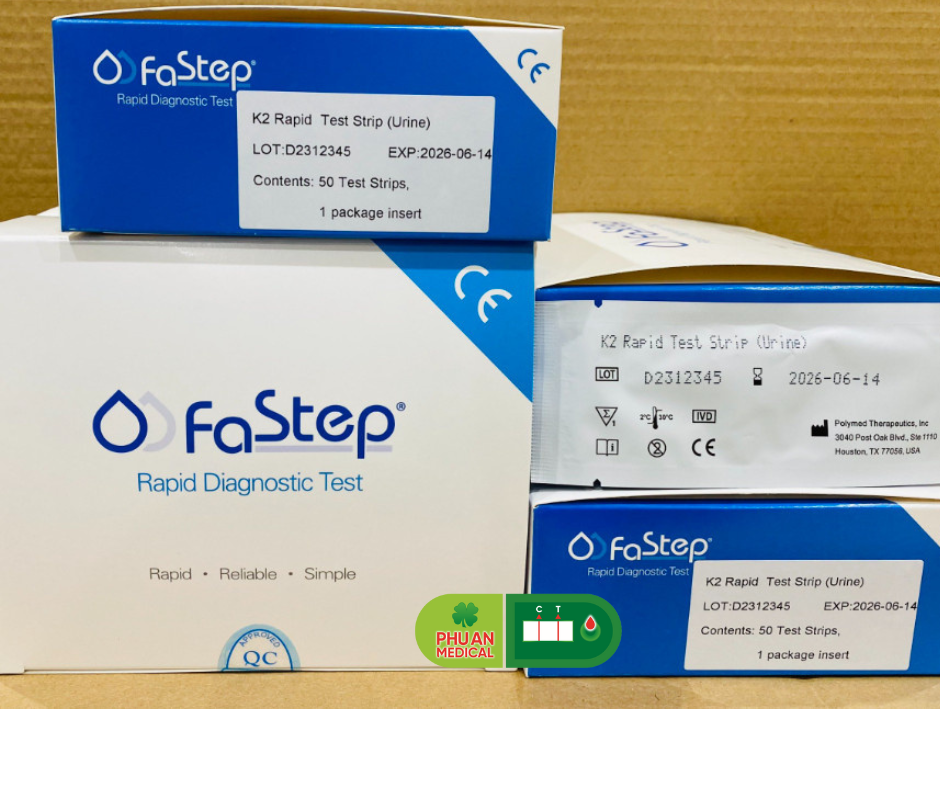 FaStep®
Rapid Diagnostic Test
CE
K2 Rapid Test Strip (Urine)
LOT:D2312345 EXP:2026-06-14
Contents: 50 Test Strips,
1 package insert
CE
FaStep®
Rapid Diagnostic Test
Rapid • Reliable • Simple
APPROVED
QC
FaStep
K2 Rapid Test Strip (Urine)
LOT D2312345 2026-06-14
Σ 1 2°C 30°C IVD
i 2 CE
Polymed Therapeutics, Inc
3040 Post Oak Blvd., Ste 1110
Houston, TX 77056, USA
FaStep®
Rapid Diagnostic Test
K2 Rapid Test Strip (Urine)
LOT:D2312345 EXP:2026-06-14
Contents: 50 Test Strips,
1 package insert
PHU AN
MEDICAL
C T